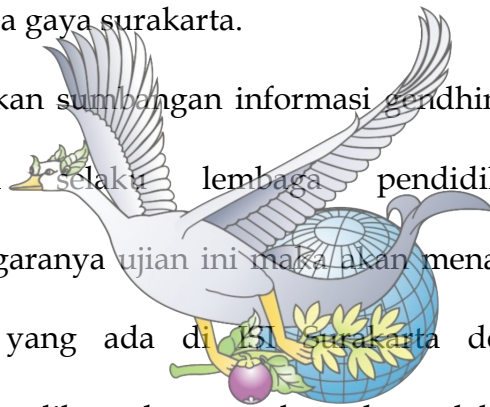 a gaya surakarta.
kan sumbangan informasi gendhin
selaku lembaga pendidi
garanya ujian ini maka akan mena
yang ada di ISI Surakarta de